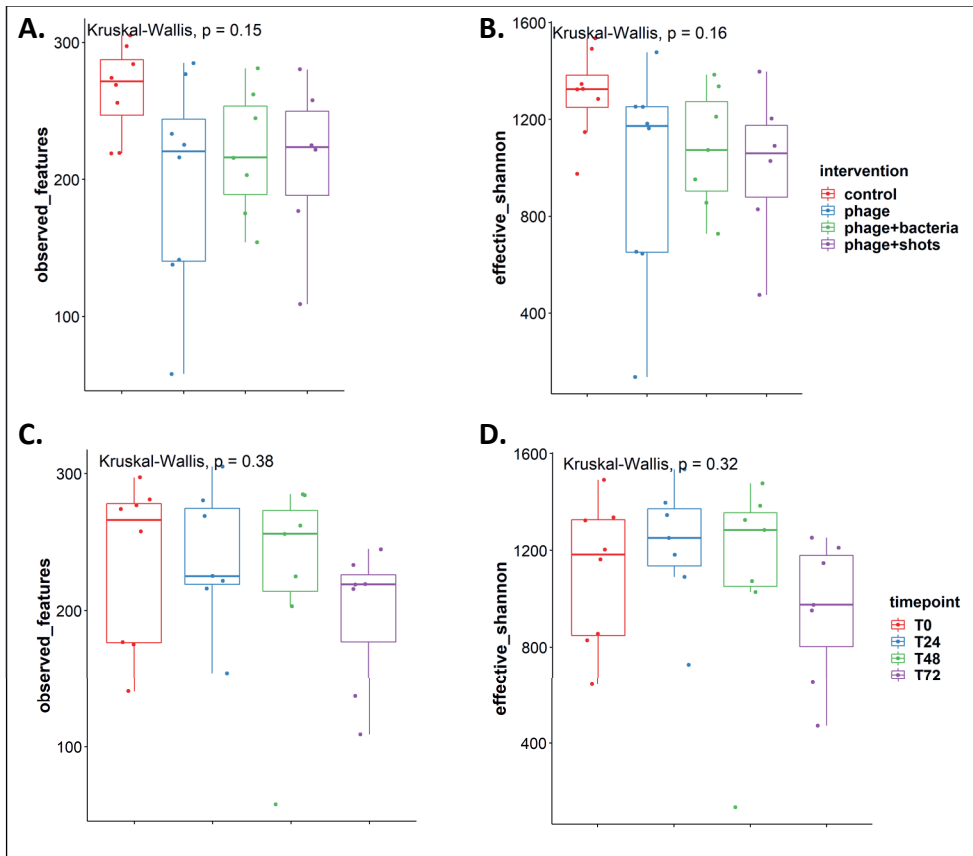 A.
Kruskal-Wallis, p = 0.15
300
200
100
observed_features
B.
Kruskal-Wallis, p = 0.16
1600
1200
800
400
effective_shannon
intervention
control
phage
phage+bacteria
phage+shots
C.
Kruskal-Wallis, p = 0.38
300
200
100
observed_features
D.
Kruskal-Wallis, p = 0.32
1600
1200
800
400
effective_shannon
timepoint
T0
T24
T48
T72